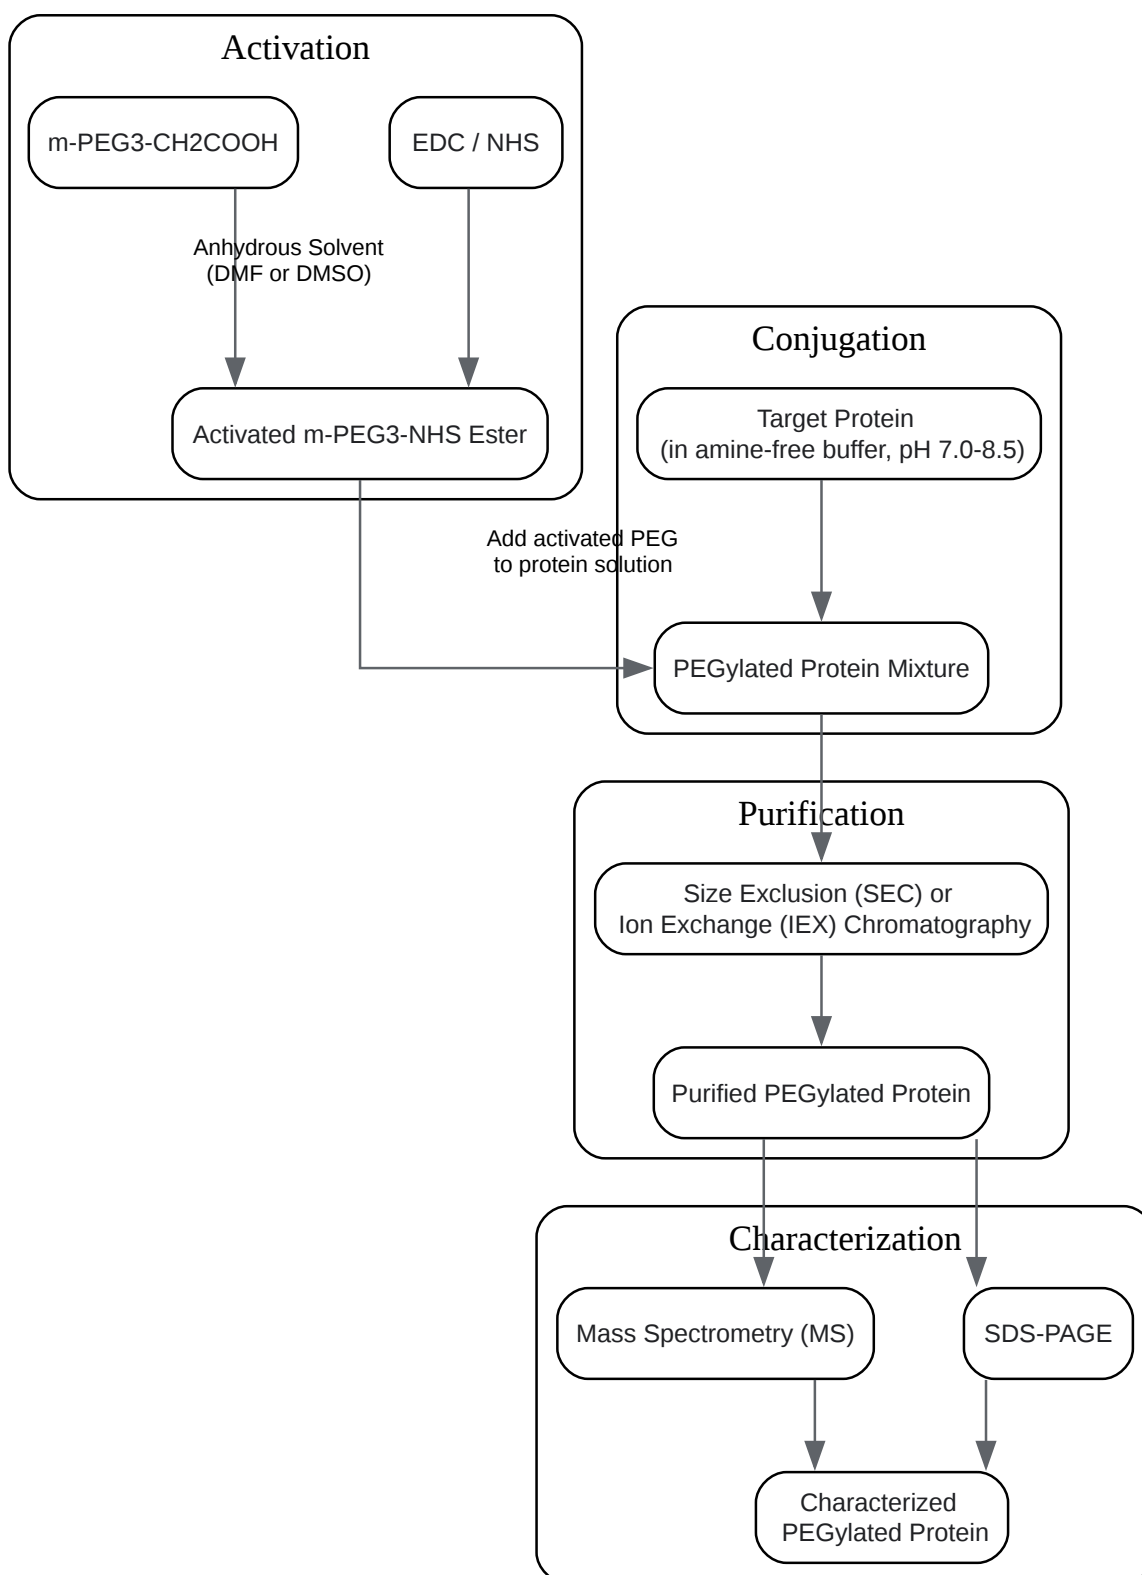 Activation
m-PEG3-CH2COOH
EDC / NHS
Anhydrous Solvent
(DMF or DMSO)
Activated m-PEG3-NHS Ester
Conjugation
Target Protein
(in amine-free buffer, pH 7.0-8.5)
Add activated PEG
to protein solution
PEGylated Protein Mixture
Purification
Size Exclusion (SEC) or
Ion Exchange (IEX) Chromatography
Purified PEGylated Protein
Characterization
Mass Spectrometry (MS)
SDS-PAGE
Characterized
PEGylated Protein